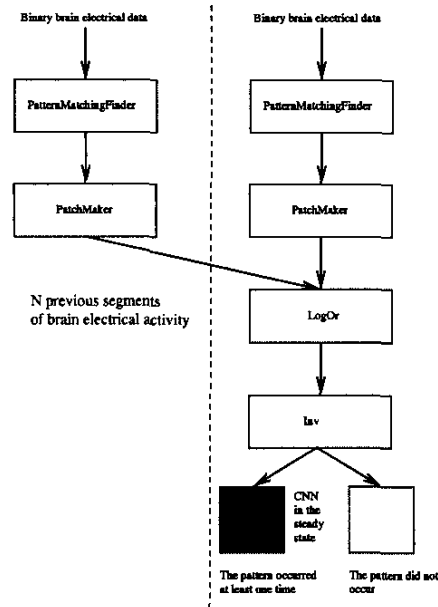 Binary brain electrical data
PatternMatchingFinder
PatchMaker
N previous segments
of brain electrical activity
Binary brain electrical data
PatternMatchingFinder
PatchMaker
LogOr
Inv
CNN
in the
steady
state
The pattern occurred
at least one time
The pattern did not
occur